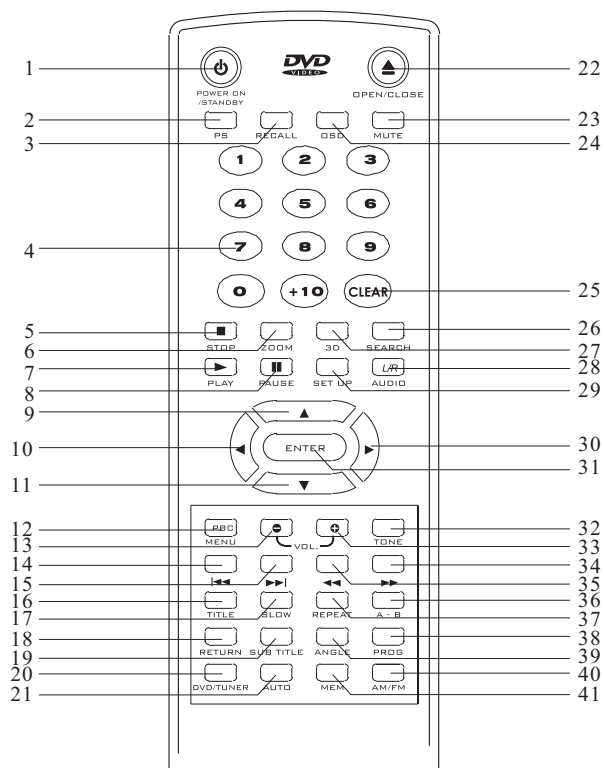 DVD
VIDEO
1
22
POWER ON
/STANDBY
OPEN/CLOSE
2
23
PS
RECALL
OSD
MUTE
3
24
1 2 3
4 5 6
4
7 8 9
0 +10 CLEAR
25
5
26
STOP ZOOM 3D SEARCH
6
27
7
L/R
28
PLAY PAUSE SET UP AUDIO
8
29
9
10
ENTER
30
31
11
12
PBC
32
MENU
VOL.
TONE
13
33
14
34
15
35
16
36
TITLE SLOW REPEAT A - B
17
37
18
38
RETURN SUB TITLE ANGLE PROG
19
39
20
40
DVD/TUNER AUTO MEM AM/FM
21
41